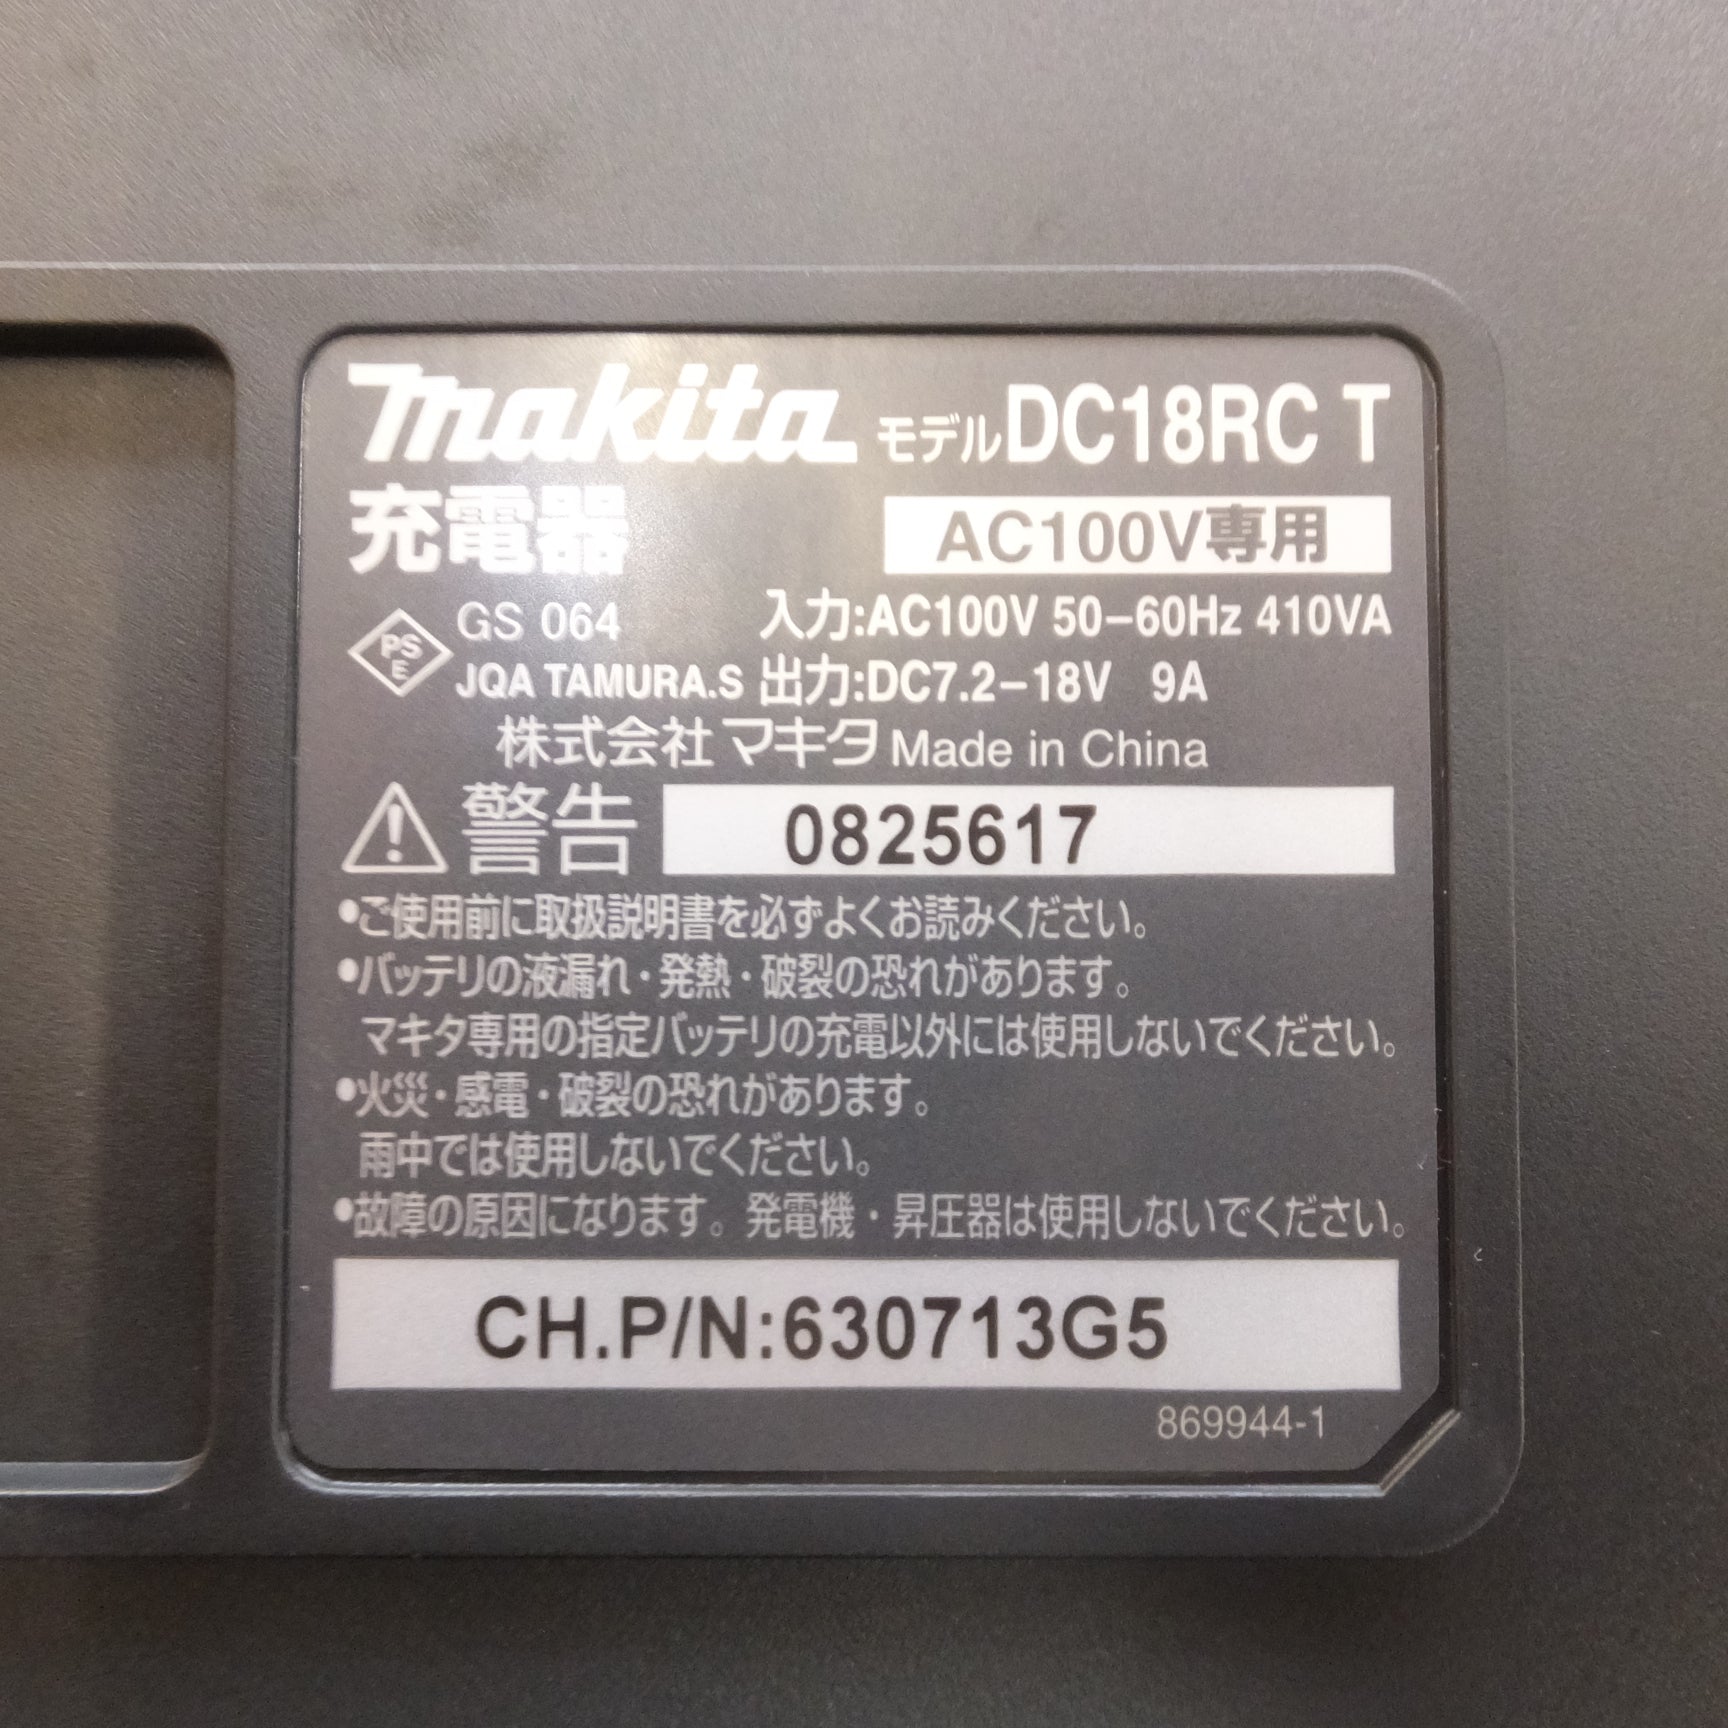 makita モデル DC18RC T
充電器 AC100V専用
PS E GS 064 入力:AC100V 50-60Hz 410VA
JQA TAMURA.S 出力:DC7.2-18V 9A
株式会社マキタ Made in China
警告 0825617
•ご使用前に取扱説明書を必ずよくお読みください。
•バッテリの液漏れ・発熱・破裂の恐れがあります。
マキタ専用の指定バッテリの充電以外には使用しないでください。
•火災・感電・破裂の恐れがあります。
雨中では使用しないでください。
•故障の原因になります。発電機・昇圧器は使用しないでください。
CH.P/N:630713G5
869944-1